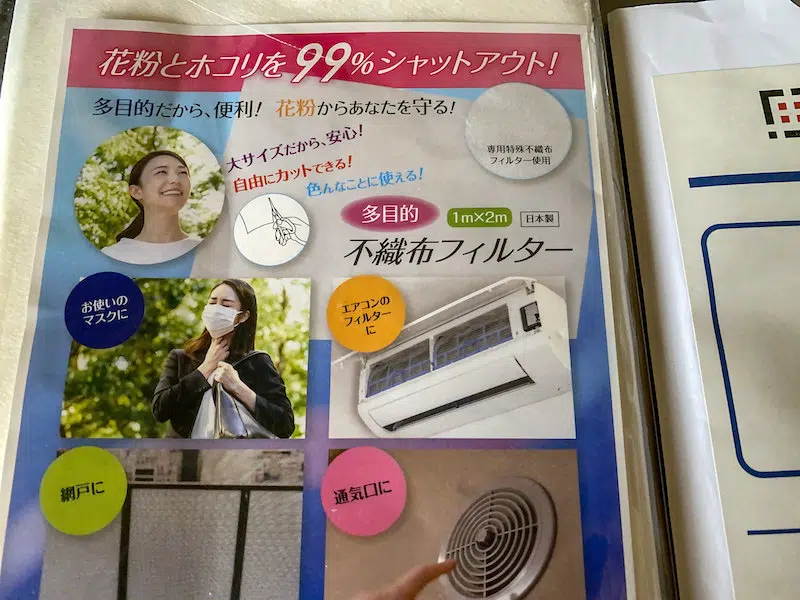 花粉とホコリを99%シャットアウト!
多目的だから、便利! 花粉からあなたを守る!
大サイズだから、安心!
自由にカットできる!
色んなことに使える!
専用特殊不織布
フィルター使用
多目的 1m×2m 日本製
不織布フィルター
お使いの
マスクに
エアコンの
フィルター
に
網戸に
通気口に